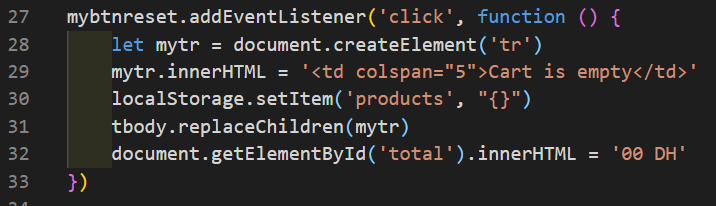 27 mybtnreset.addEventListener('click', function () {
28 let mytr = document.createElement('tr')
29 mytr.innerHTML = '<td colspan="5">Cart is empty</td>'
30 localStorage.setItem('products', "{}")
31 tbody.replaceChildren(mytr)
32 document.getElementById('total').innerHTML = '00 DH'
33 })